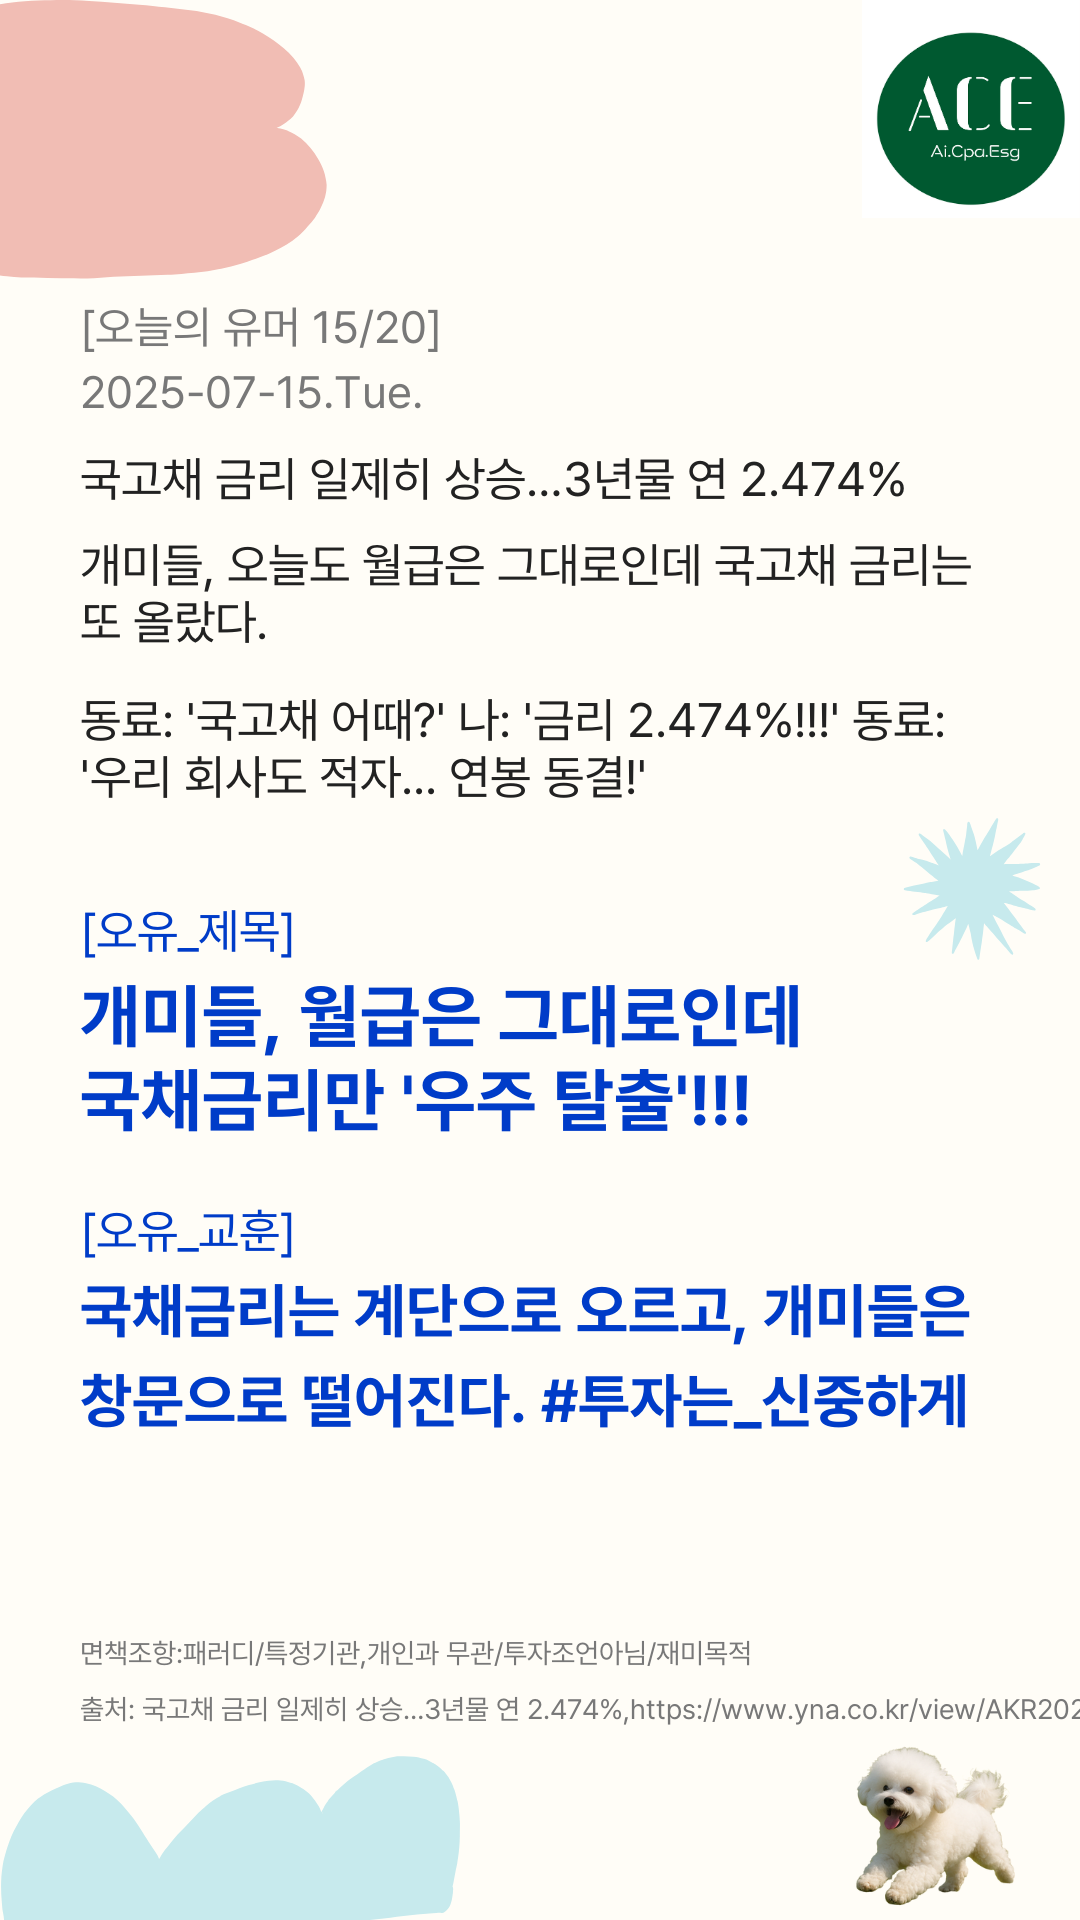 ACE
Ai.Cpa.Esg
[오늘의 유머 15/20]
2025-07-15.Tue.
국고채 금리 일제히 상승...3년물 연 2.474%
개미들, 오늘도 월급은 그대로인데 국고채 금리는
또 올랐다.
동료: '국고채 어때?' 나: '금리 2.474%!!!' 동료:
'우리 회사도 적자... 연봉 동결!'
[오유_제목]
개미들, 월급은 그대로인데
국채금리만 '우주 탈출'!!!
[오유_교훈]
국채금리는 계단으로 오르고, 개미들은
창문으로 떨어진다. #투자는_신중하게
면책조항:패러디/특정기관,개인과 무관/투자조언아님/재미목적
출처: 국고채 금리 일제히 상승...3년물 연 2.474%,https://www.yna.co.kr/view/AKR202